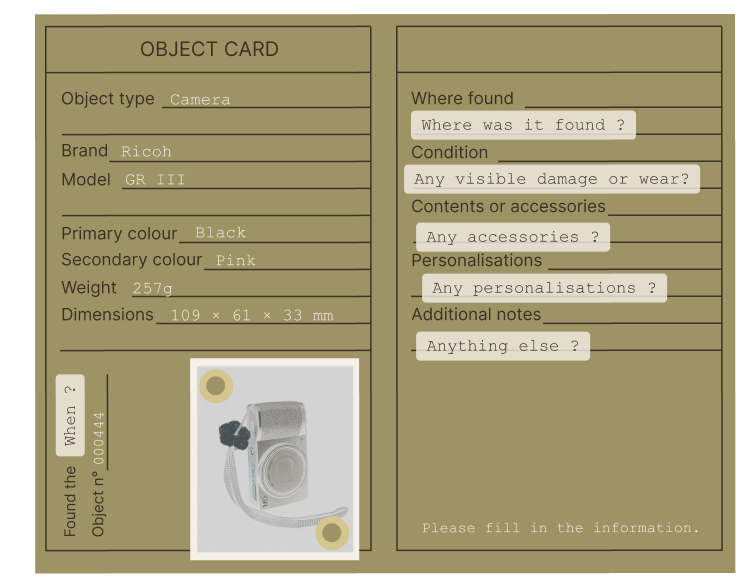 OBJECT CARD
Object type Camera
Brand Ricoh
Model GR III
Primary colour Black
Secondary colour Pink
Weight 257g
Dimensions 109 × 61 × 33 mm
Found the When ?
Object n° 000444
GR
Where found
Where was it found ?
Condition
Any visible damage or wear?
Contents or accessories
Any accessories ?
Personalisations
Any personalisations ?
Additional notes
Anything else ?
Please fill in the information.